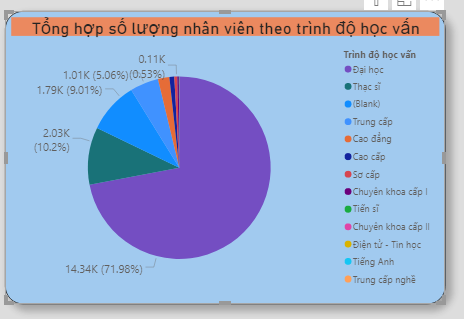 Tổng hợp số lượng nhân viên theo trình độ học vấn
0.11K
(0.53%)
1.01K (5.06%)
1.79K (9.01%)
2.03K
(10.2%)
14.34K (71.98%)
Trình độ học vấn
Đại học
Thạc sĩ
(Blank)
Trung cấp
Cao đẳng
Cao cấp
Sơ cấp
Chuyên khoa cấp I
Tiến sĩ
Chuyên khoa cấp II
Điện tử - Tin học
Tiếng Anh
Trung cấp nghề